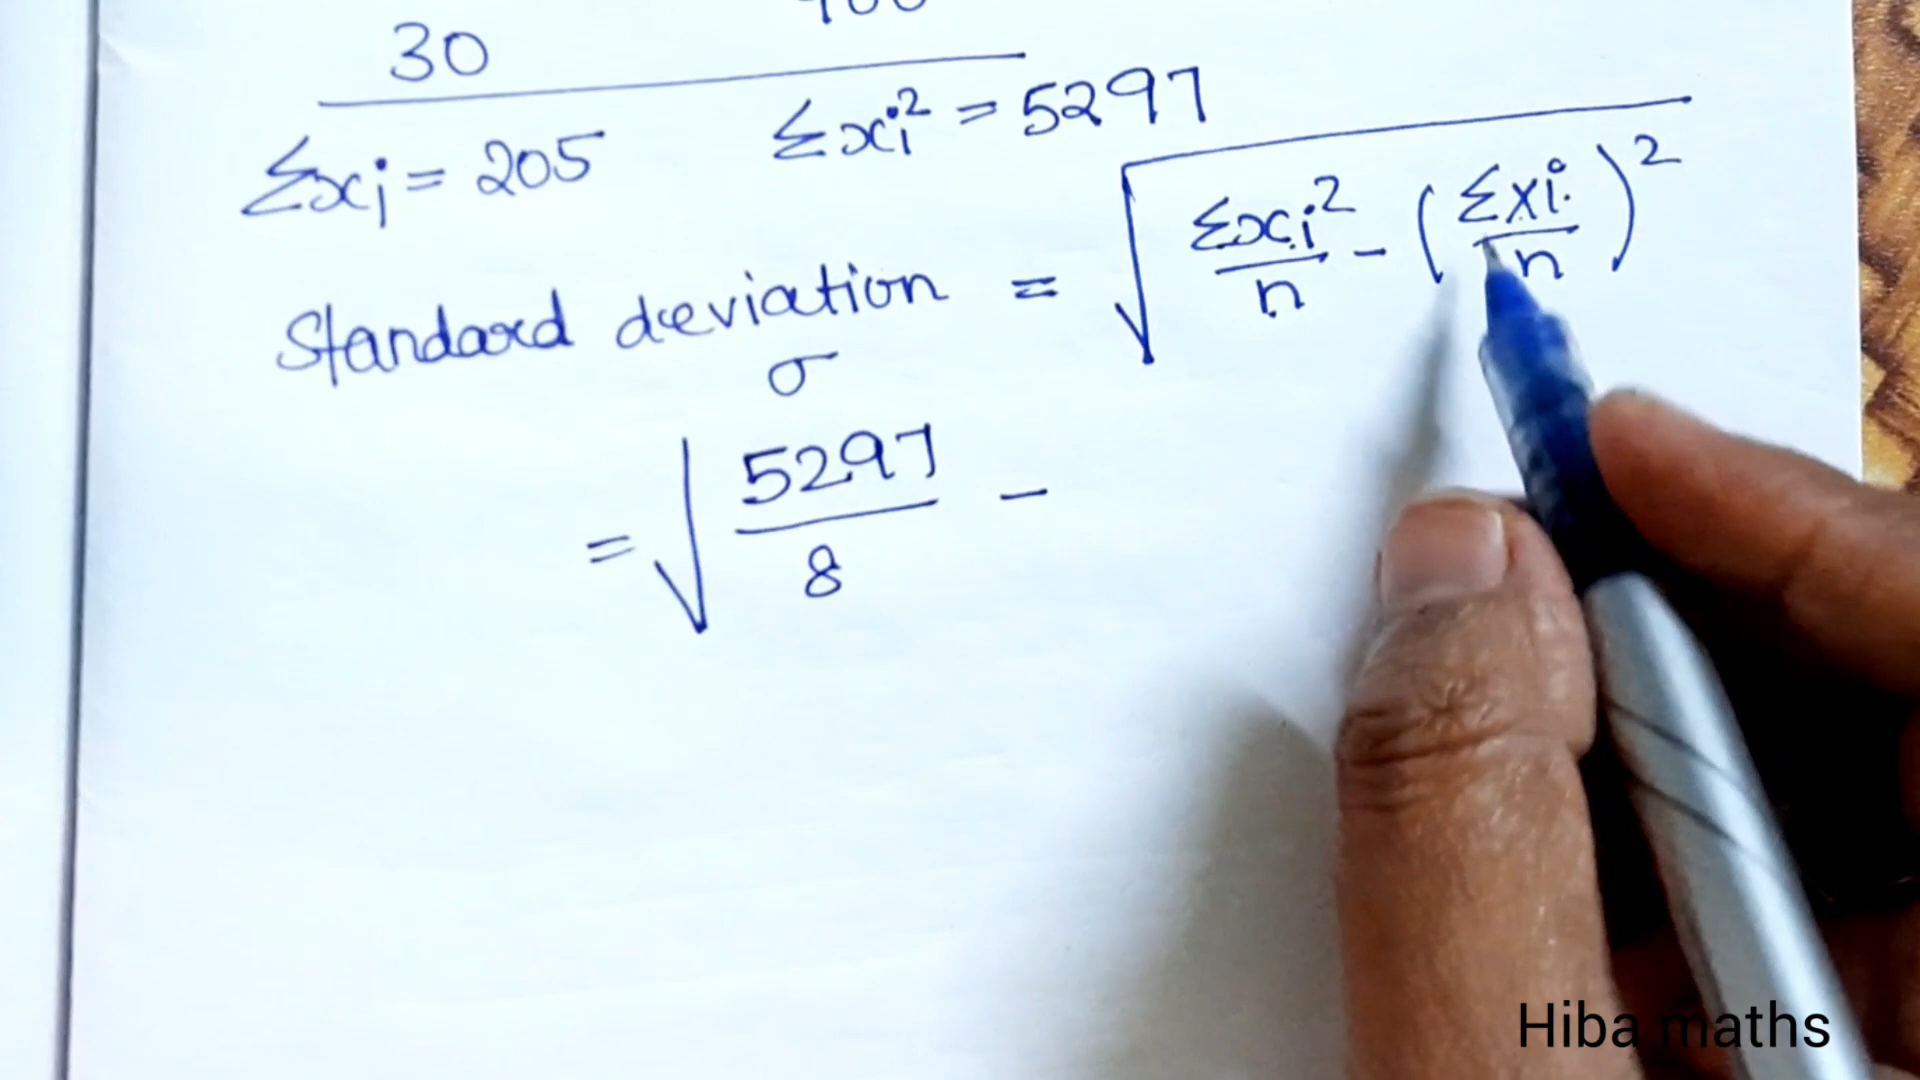 30
Σxi = 205 Σxi² = 5297
Standard deviation = √ Σxi²/n - (Σxi/n)²
σ
= √ 5297/8 -
Hiba maths